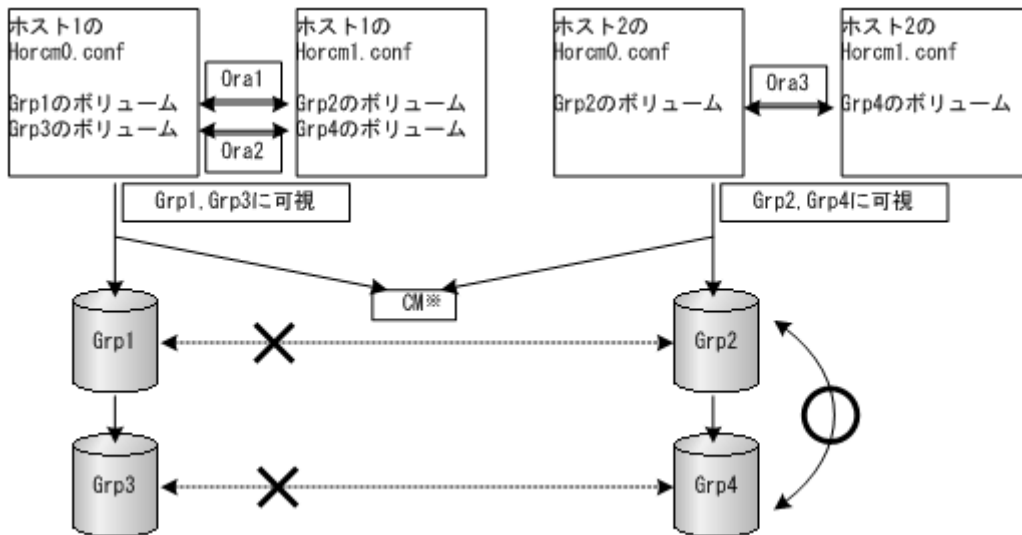 ホスト1の
Horcm0.conf
Grp1のボリューム
Grp3のボリューム
Ora1
Ora2
ホスト1の
Horcm1.conf
Grp2のボリューム
Grp4のボリューム
ホスト2の
Horcm0.conf
Grp2のボリューム
Ora3
ホスト2の
Horcm1.conf
Grp4のボリューム
Grp1,Grp3に可視
Grp2,Grp4に可視
CM※
Grp1
Grp2
Grp3
Grp4